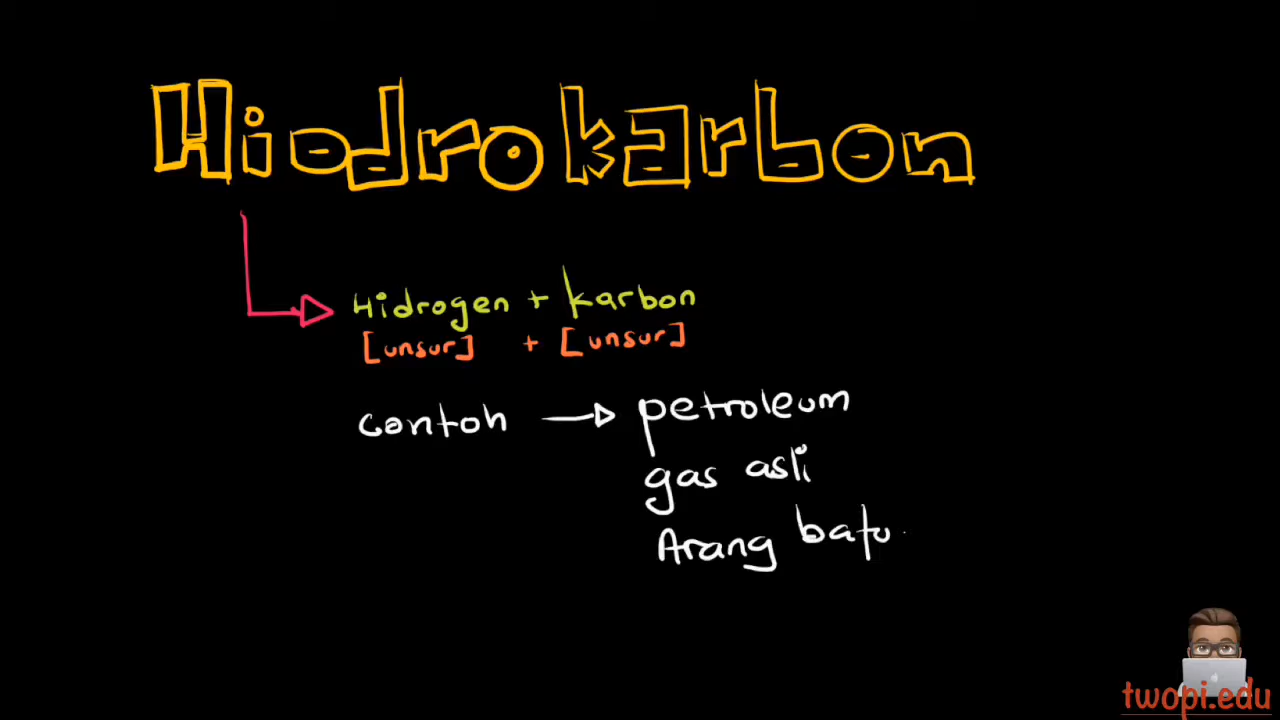 Hiodrokarbon
Hidrogen + karbon
[unsur] + [unsur]
contoh → petroleum
gas asli
Arang batu
twopi.edu